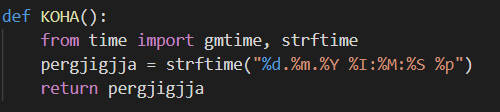 def KOHA():
    from time import gmtime, strftime
    pergjigjja = strftime("%d.%m.%Y %I:%M:%S %p")
    return pergjigjja